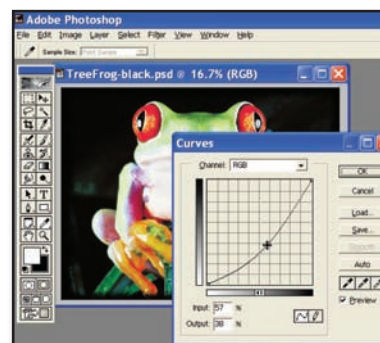 Adobe Photoshop
File Edit Image Layer Select Filter View Window Help
Sample Size: Point Sample
TreeFrog-black.psd @ 16.7% (RGB)
Curves
Channel: RGB
OK
Cancel
Load...
Save...
Smooth
Auto
Input: 57 %
Output: 38 %
Preview